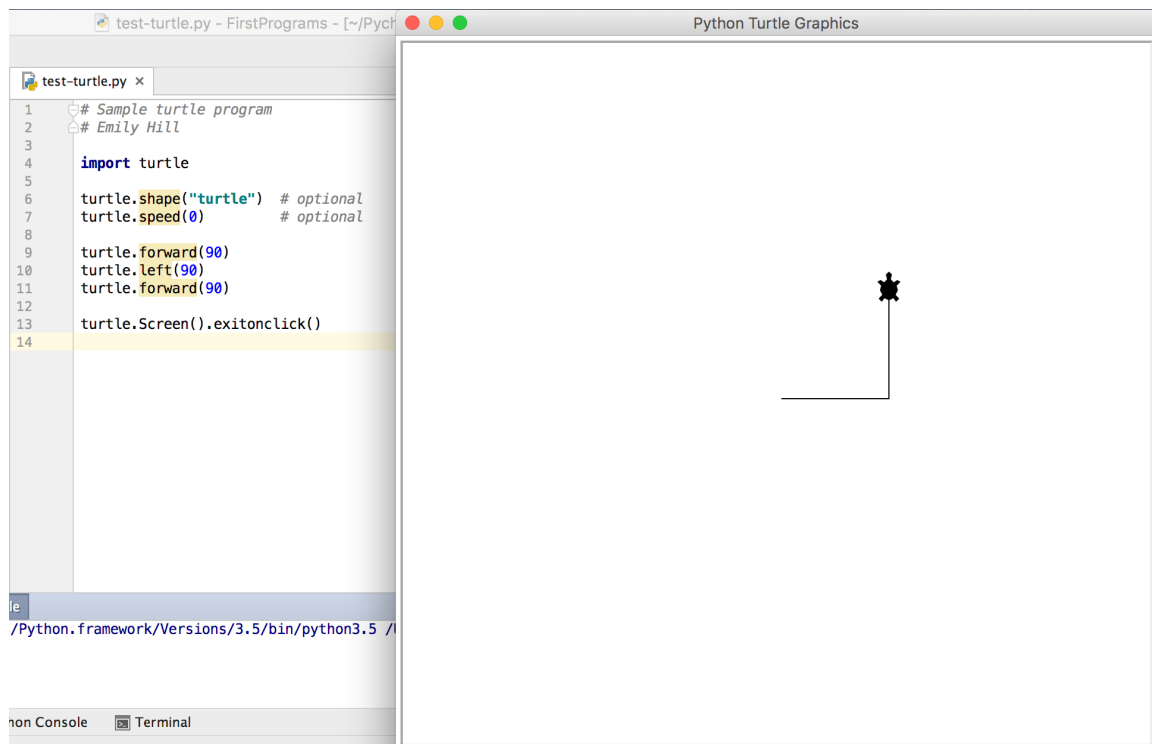 test-turtle.py - FirstPrograms - [~/Pych
Python Turtle Graphics
test-turtle.py ×
1 # Sample turtle program
2 # Emily Hill
3
4 import turtle
5
6 turtle.shape("turtle")  # optional
7 turtle.speed(0)         # optional
8
9 turtle.forward(90)
10 turtle.left(90)
11 turtle.forward(90)
12
13 turtle.Screen().exitonclick()
14
le
/Python.framework/Versions/3.5/bin/python3.5 /
hon Console
Terminal